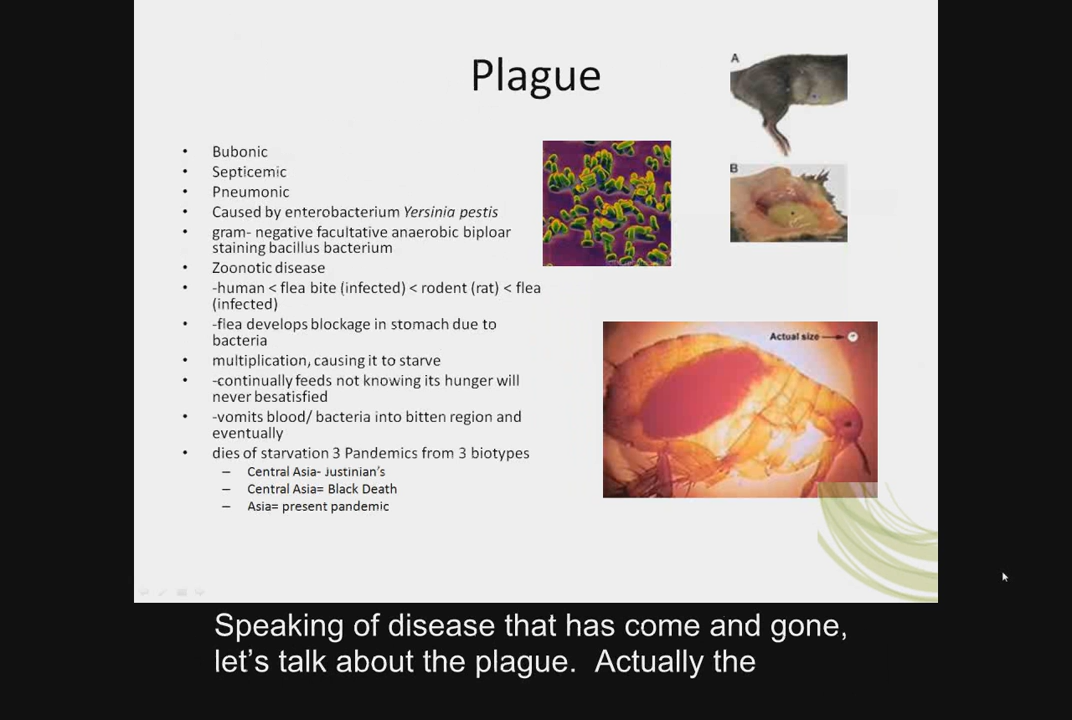 Plague
A
B
Bubonic
Septicemic
Pneumonic
Caused by enterobacterium Yersinia pestis
gram- negative facultative anaerobic biploar
staining bacillus bacterium
Zoonotic disease
-human < flea bite (infected) < rodent (rat) < flea
(infected)
-flea develops blockage in stomach due to
bacteria
multiplication, causing it to starve
-continually feeds not knowing its hunger will
never besatisfied
-vomits blood/ bacteria into bitten region and
eventually
dies of starvation 3 Pandemics from 3 biotypes
– Central Asia- Justinian's
– Central Asia= Black Death
– Asia= present pandemic
Actual size
Speaking of disease that has come and gone,
let's talk about the plague.  Actually the